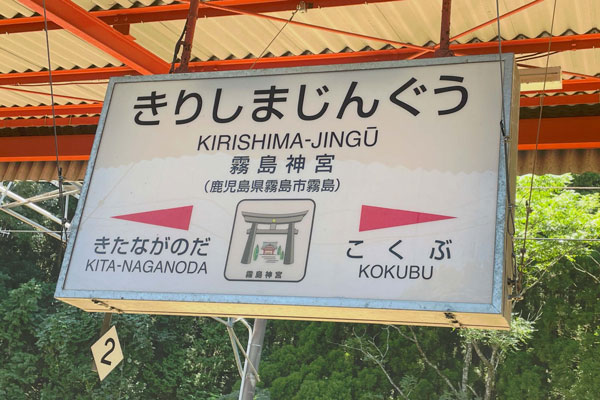 きりしまじんぐう
KIRISHIMA-JINGŪ
霧島神宮
(鹿児島県霧島市霧島)
きたながのだ
KITA-NAGANODA
霧島神宮
こくぶ
KOKUBU
2